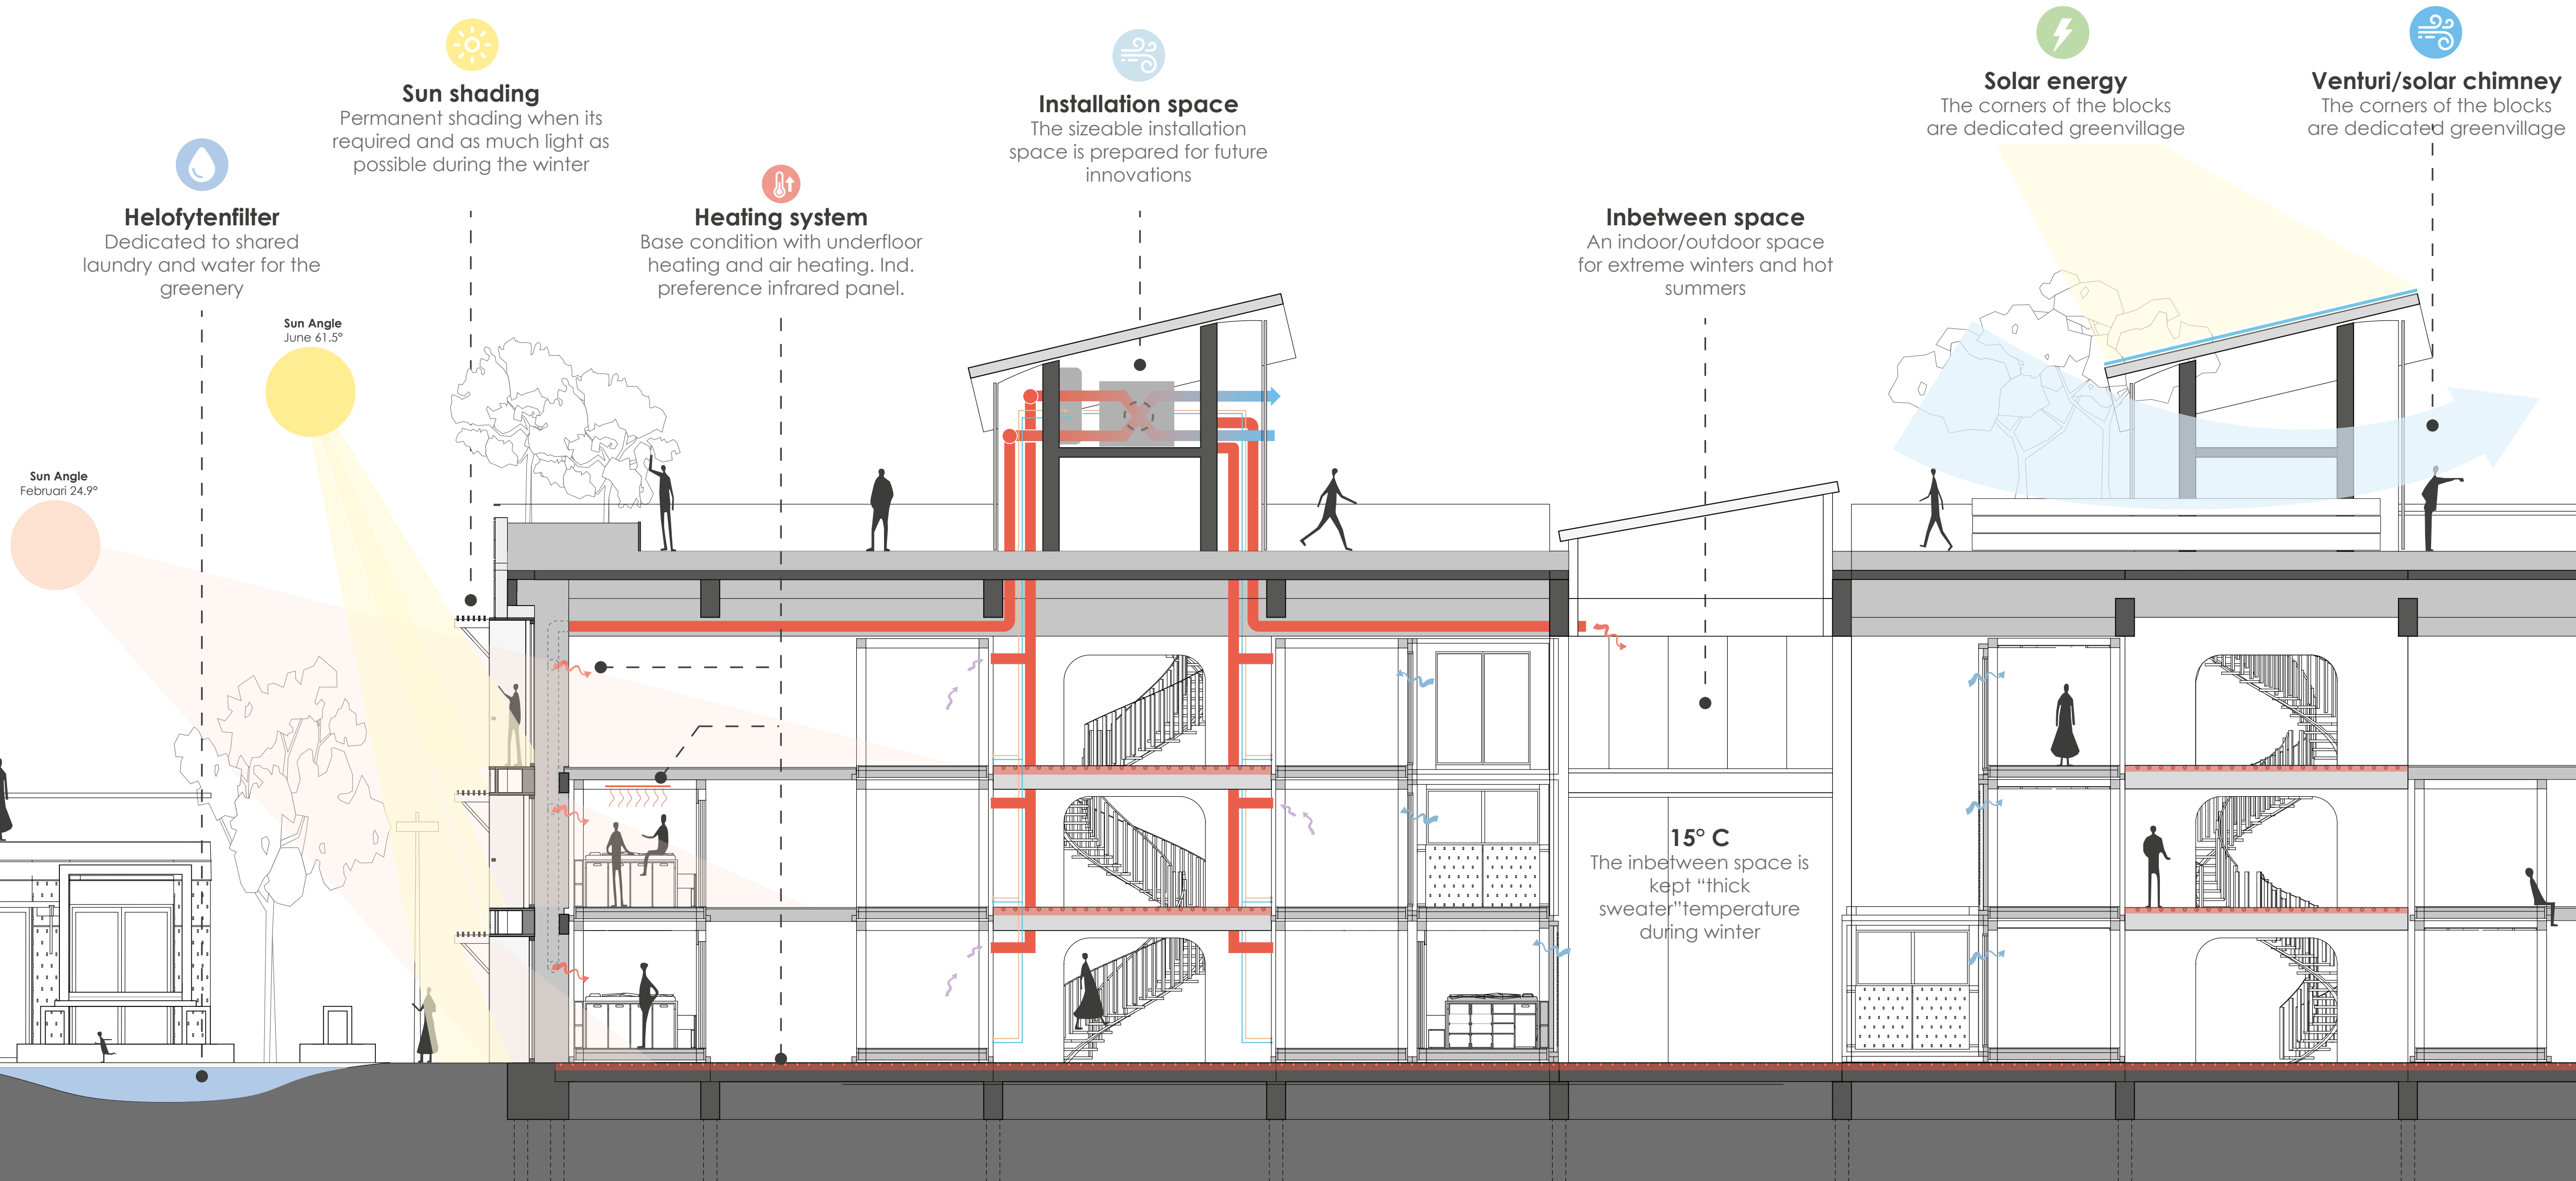 Sun shading
Permanent shading when its
required and as much light as
possible during the winter
Installation space
The sizeable installation
space is prepared for future
innovations
Solar energy
The corners of the blocks
are dedicated greenvillage
Venturi/solar chimney
The corners of the blocks
are dedicated greenvillage
Helofytenfilter
Dedicated to shared
laundry and water for the
greenery
Heating system
Base condition with underfloor
heating and air heating. Ind.
preference infrared panel.
Inbetween space
An indoor/outdoor space
for extreme winters and hot
summers
Sun Angle
June 61.5°
Sun Angle
Februari 24.9°
15° C
The inbetween space is
kept “thick
sweater”temperature
during winter